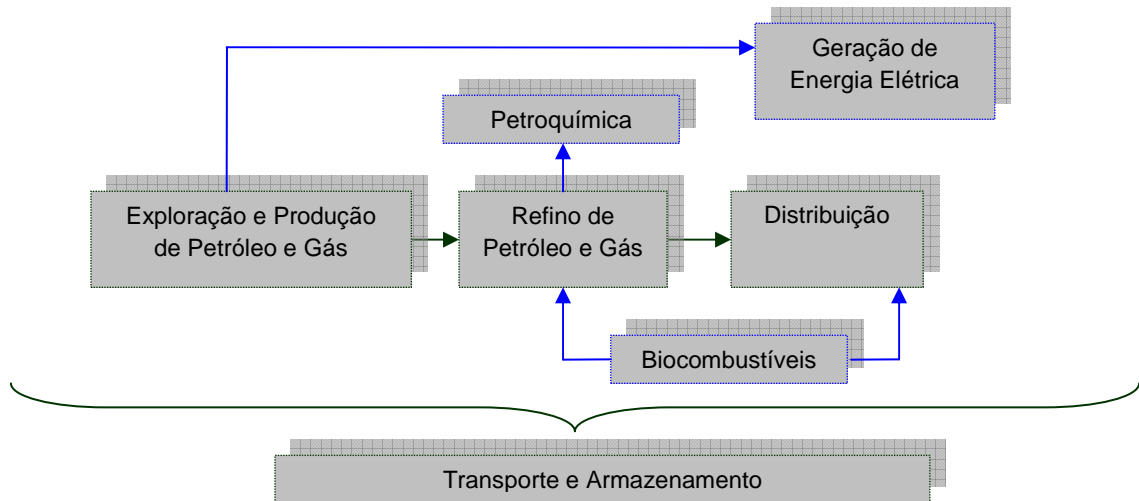 Geração de
Energia Elétrica
Petroquímica
Exploração e Produção
de Petróleo e Gás
Refino de
Petróleo e Gás
Distribuição
Biocombustíveis
Transporte e Armazenamento